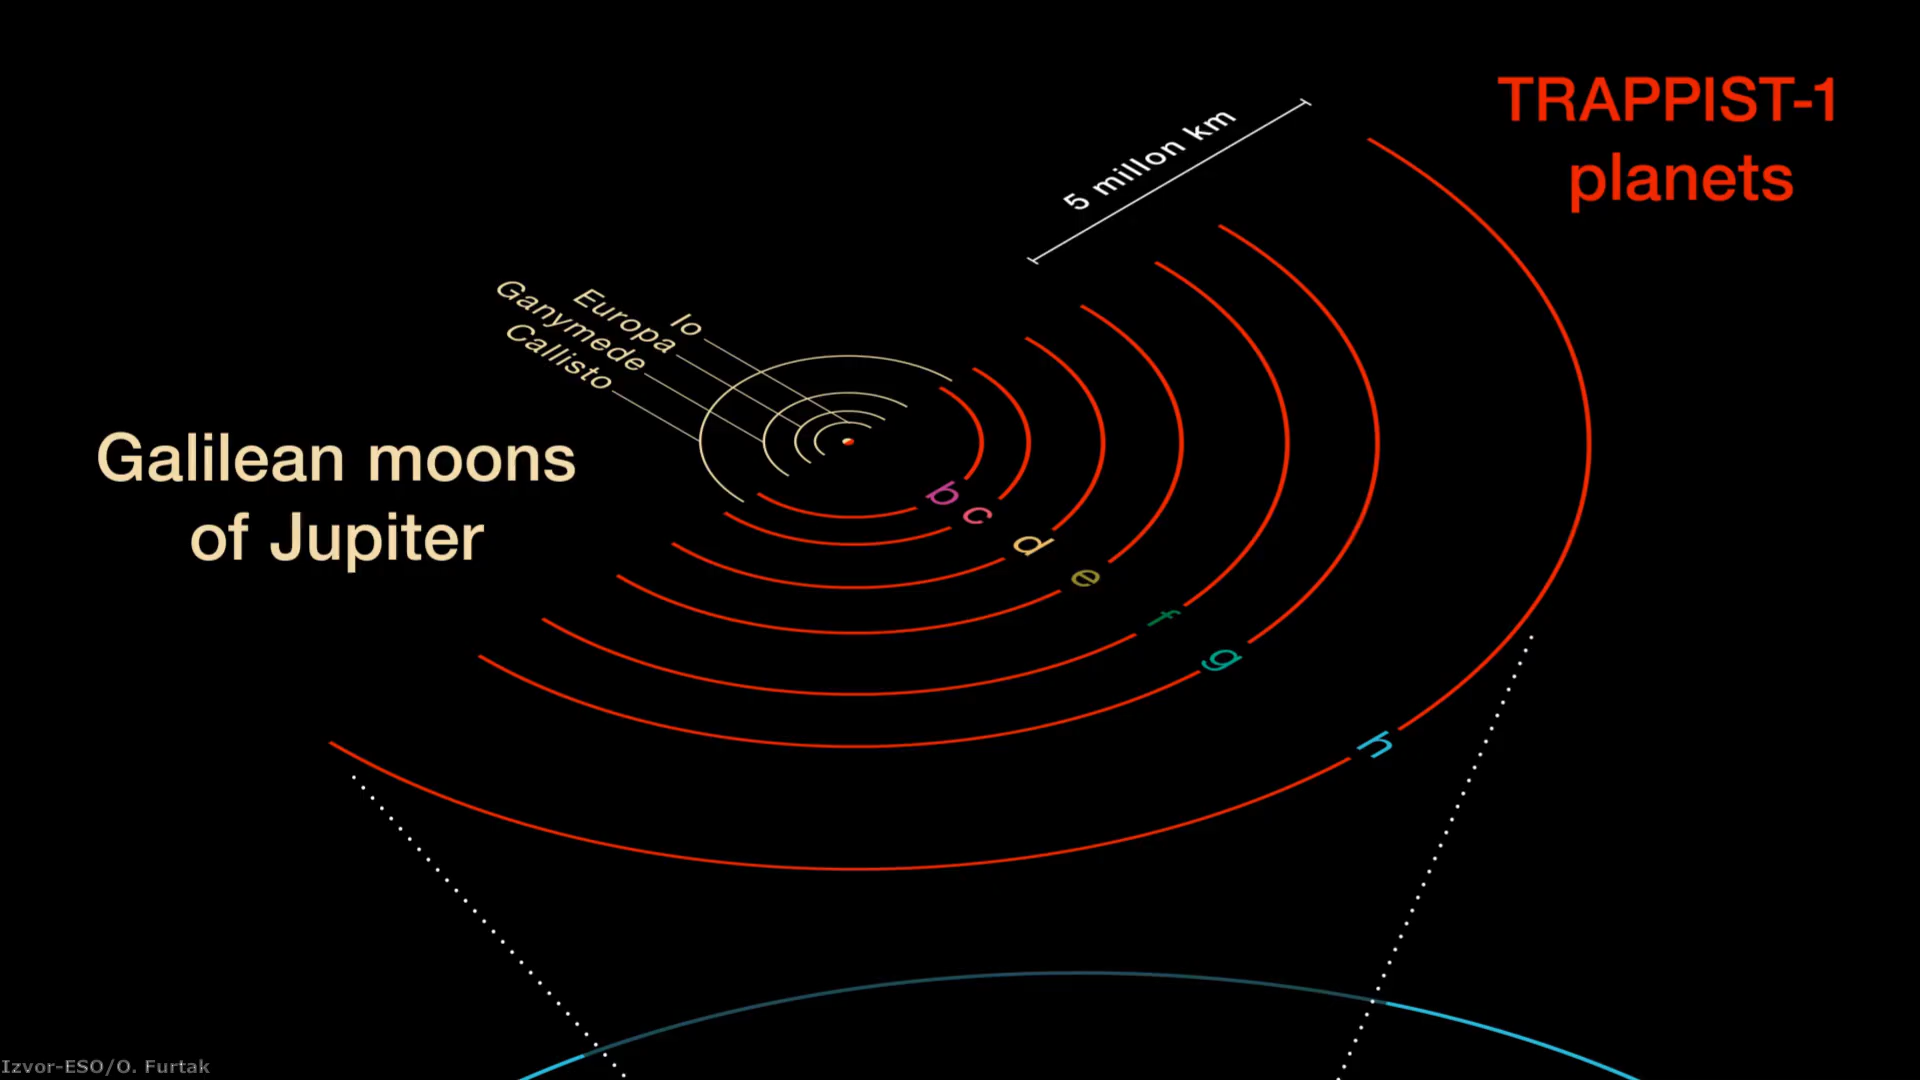 TRAPPIST-1
planets
5 millon km
Io
Europa
Ganymede
Callisto
Galilean moons
of Jupiter
b
c
d
e
f
g
h
Izvor-ESO/O. Furtak